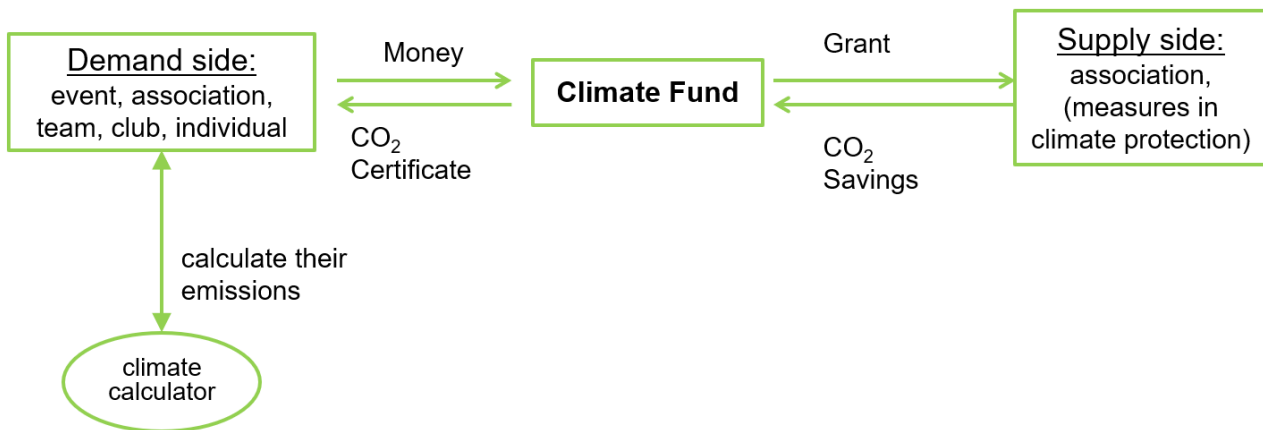 Demand side:
event, association,
team, club, individual
Money
CO₂
Certificate
Climate Fund
Grant
CO₂
Savings
Supply side:
association,
(measures in
climate protection)
calculate their
emissions
climate
calculator